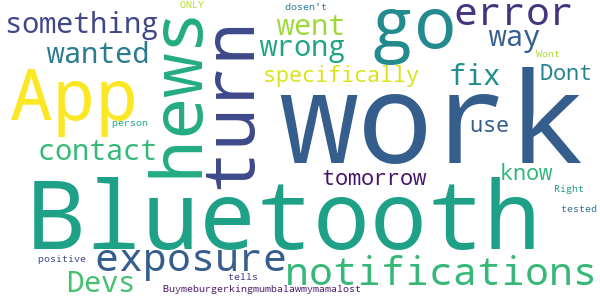 ONLY
dosen't
something
went
go
error
wanted
wrong
way
Wont
App
news
turn
specifically
fix
Dont
person
work
use
contact
tomorrow
know
Bluetooth
Right
tested
exposure
positive
tells
notifications
Devs
Buymeburgerkingmumbalawmymamalost